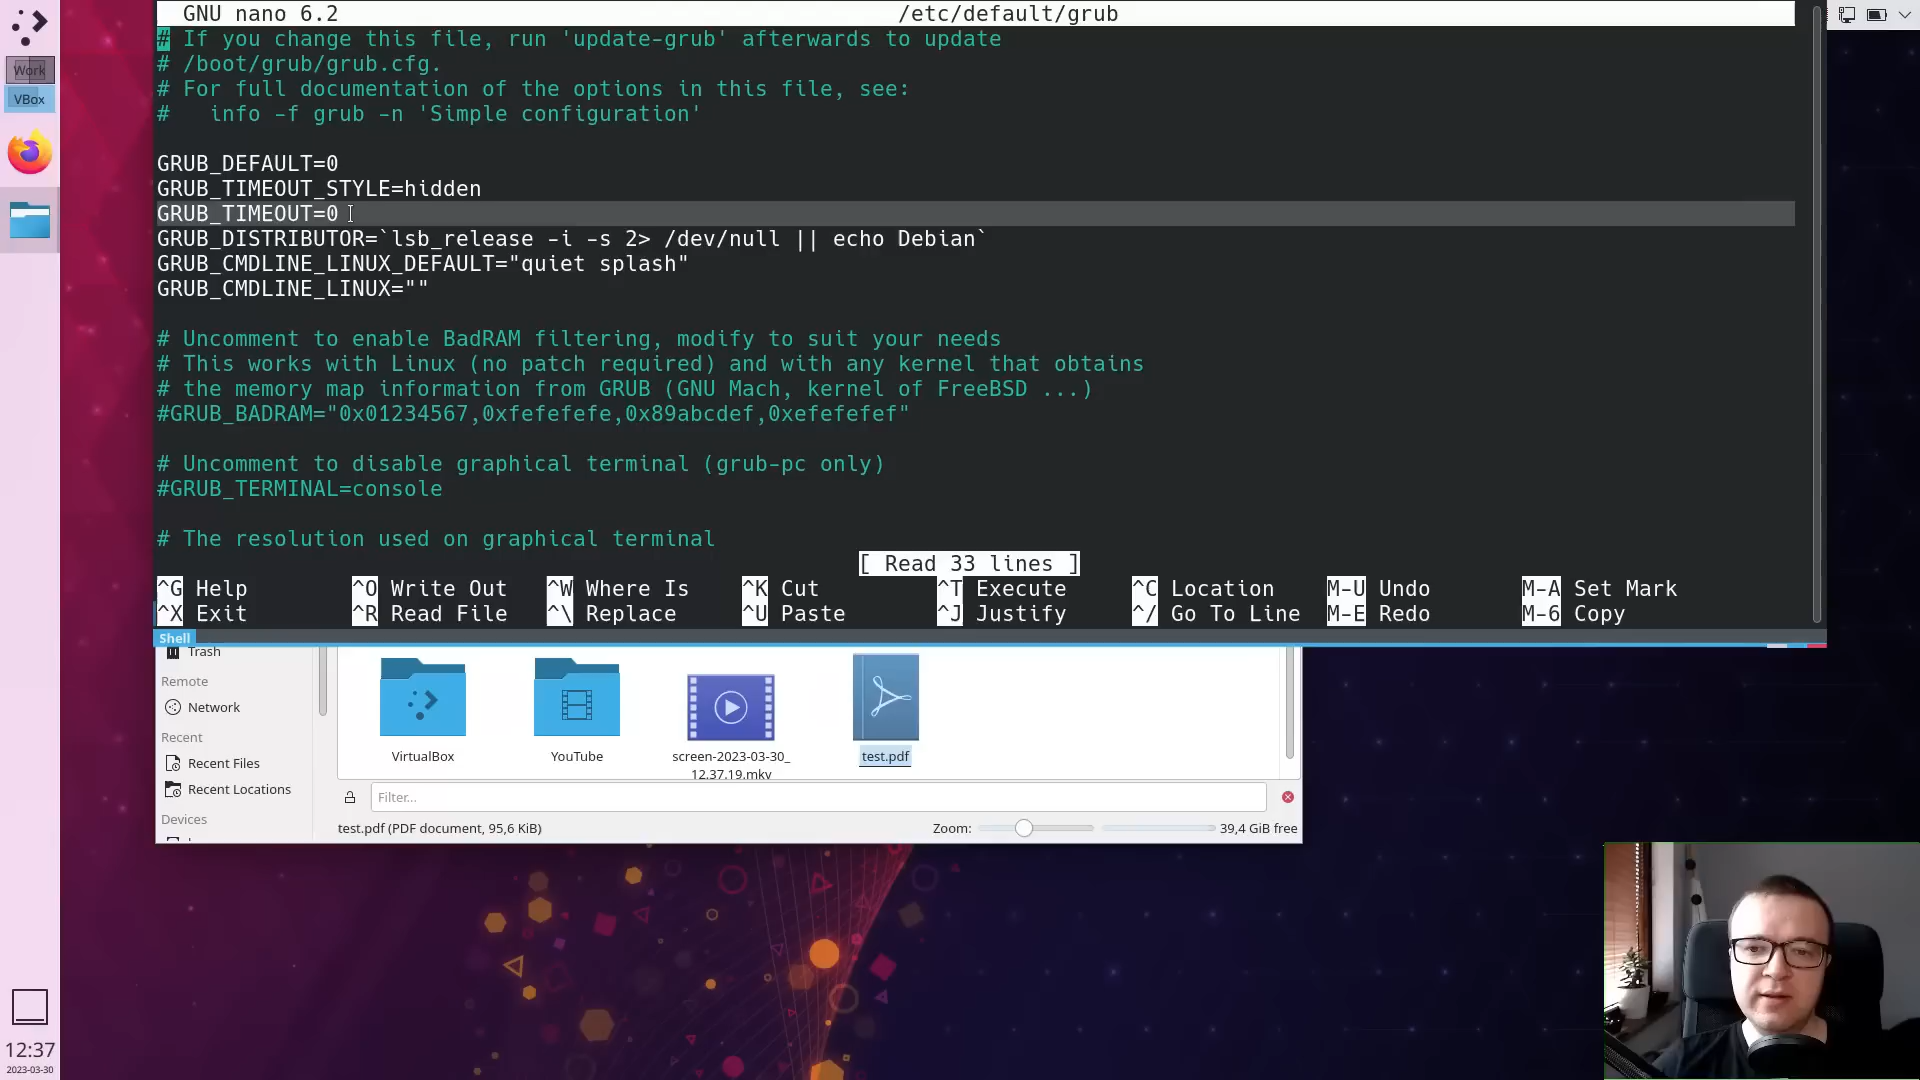 GNU nano 6.2 /etc/default/grub
# If you change this file, run 'update-grub' afterwards to update
# /boot/grub/grub.cfg.
# For full documentation of the options in this file, see:
#   info -f grub -n 'Simple configuration'
GRUB_DEFAULT=0
GRUB_TIMEOUT_STYLE=hidden
GRUB_TIMEOUT=0
GRUB_DISTRIBUTOR=`lsb_release -i -s 2> /dev/null || echo Debian`
GRUB_CMDLINE_LINUX_DEFAULT="quiet splash"
GRUB_CMDLINE_LINUX=""
# Uncomment to enable BadRAM filtering, modify to suit your needs
# This works with Linux (no patch required) and with any kernel that obtains
# the memory map information from GRUB (GNU Mach, kernel of FreeBSD ...)
#GRUB_BADRAM="0x01234567,0xfefefefe,0x89abcdef,0xefefefef"
# Uncomment to disable graphical terminal (grub-pc only)
#GRUB_TERMINAL=console
# The resolution used on graphical terminal
[ Read 33 lines ]
^G Help ^O Write Out ^W Where Is ^K Cut ^T Execute ^C Location M-U Undo M-A Set Mark
^X Exit ^R Read File ^\ Replace ^U Paste ^J Justify ^/ Go To Line M-E Redo M-6 Copy
Shell
Work
VBox
Trash
Remote
Network
Recent
Recent Files
Recent Locations
Devices
VirtualBox
YouTube
screen-2023-03-30_
12.37.19.mkv
test.pdf
Filter...
test.pdf (PDF document, 95,6 KiB)
Zoom:
39,4 GiB free
12:37
2023-03-30